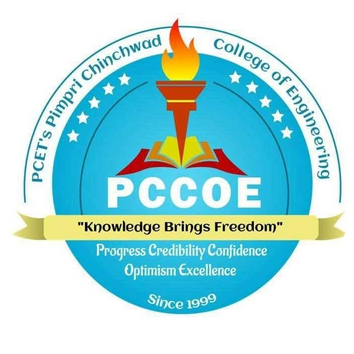 PCET's Pimpri Chinchwad College of Engineering
PCCOE
"Knowledge Brings Freedom"
Progress Credibility Confidence
Optimism Excellence
Since 1999